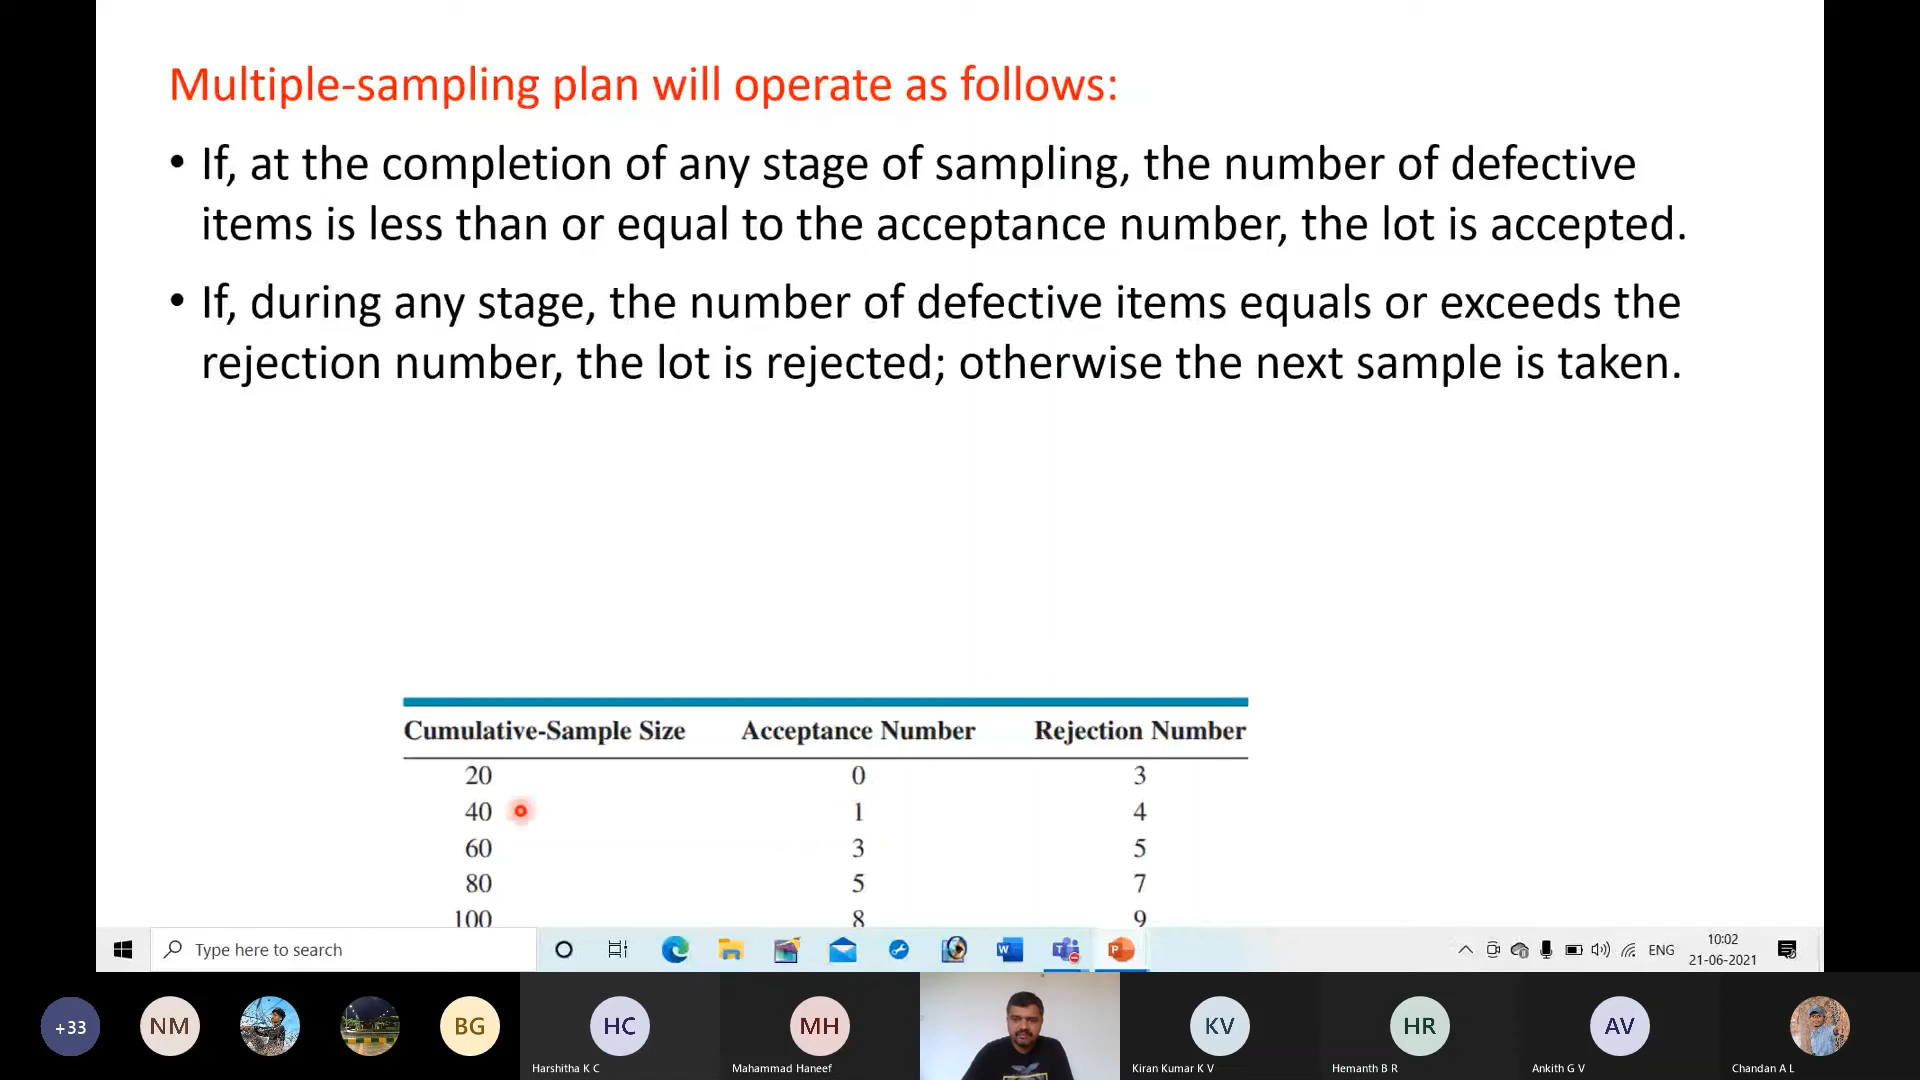 Multiple-sampling plan will operate as follows:
• If, at the completion of any stage of sampling, the number of defective
items is less than or equal to the acceptance number, the lot is accepted.
• If, during any stage, the number of defective items equals or exceeds the
rejection number, the lot is rejected; otherwise the next sample is taken.
Cumulative-Sample Size Acceptance Number Rejection Number
20 0 3
40 1 4
60 3 5
80 5 7
100 8 9
Type here to search
ENG
10:02
21-06-2021
+33
NM
BG
HC
MH
KV
HR
AV
Harshitha K C
Mahammad Haneef
Kiran Kumar K V
Hemanth B R
Ankith G V
Chandan A L